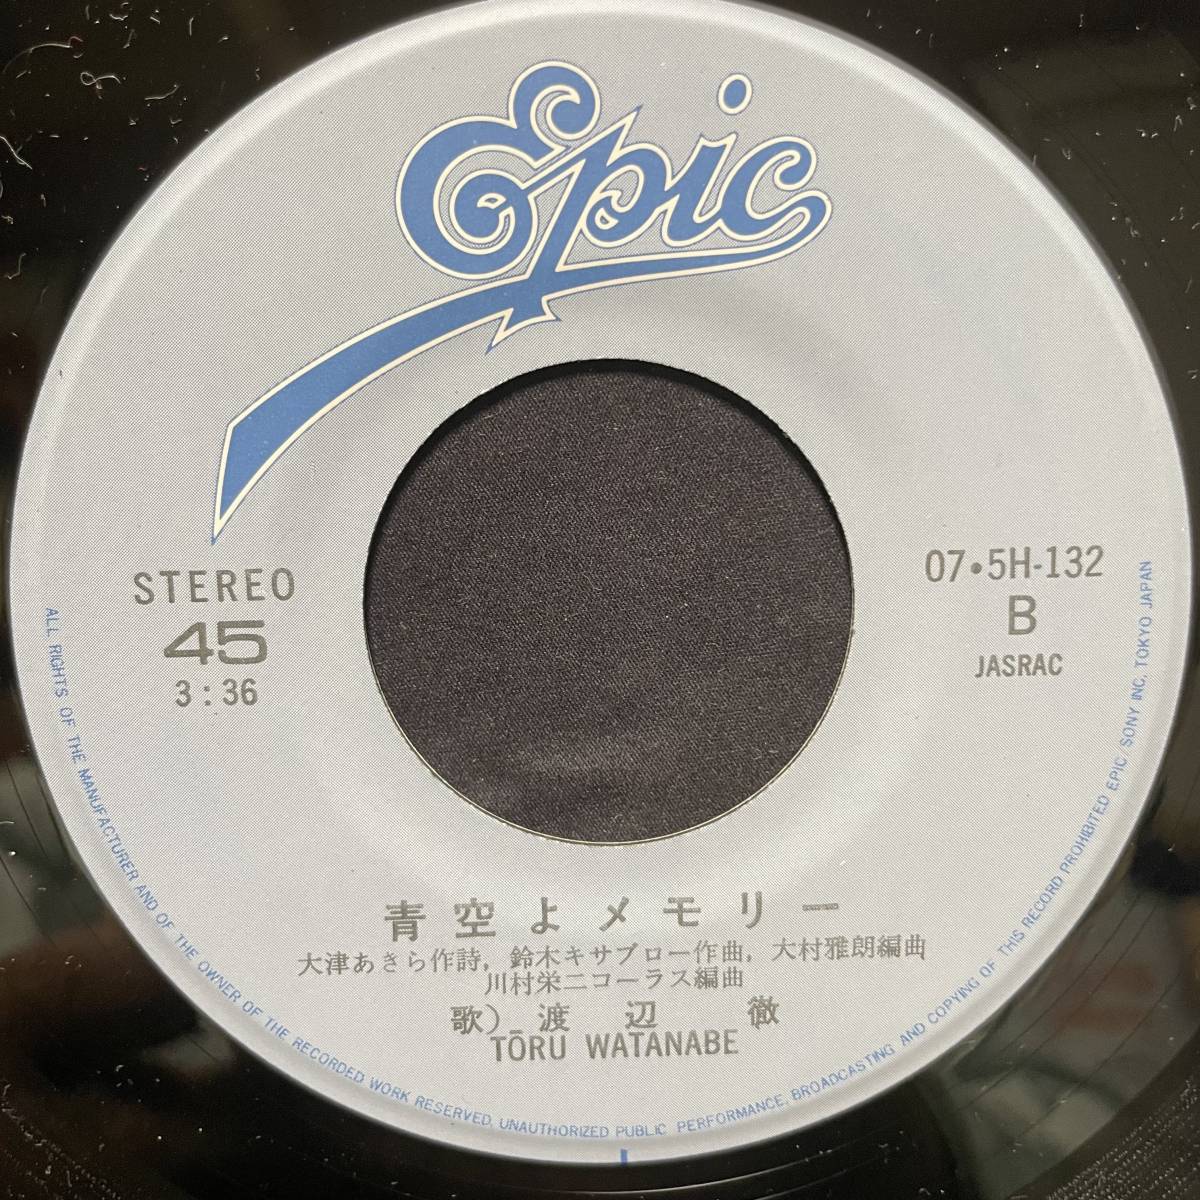 Epic
STEREO
45
3:36
07・5H-132
B
JASRAC
青空よメモリー
大津あきら作詩, 鈴木キサブロー作曲, 大村雅朗編曲
川村栄二コーラス編曲
歌) 渡辺 徹
TŌRU WATANABE
ALL RIGHTS OF THE MANUFACTURER AND OF THE OWNER OF THE RECORDED WORK RESERVED. UNAUTHORIZED PUBLIC PERFORMANCE, BROADCASTING AND COPYING OF THIS RECORD PROHIBITED EPIC/SONY INC. TOKYO JAPAN